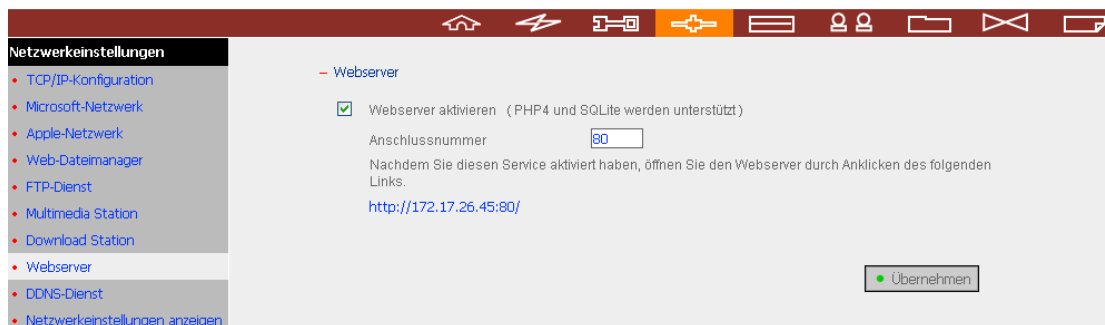 Netzwerkeinstellungen
TCP/IP-Konfiguration
Microsoft-Netzwerk
Apple-Netzwerk
Web-Dateimanager
FTP-Dienst
Multimedia Station
Download Station
Webserver
DDNS-Dienst
Netzwerkeinstellungen anzeigen
– Webserver
Webserver aktivieren ( PHP4 und SQLite werden unterstützt )
Anschlussnummer 80
Nachdem Sie diesen Service aktiviert haben, öffnen Sie den Webserver durch Anklicken des folgenden
Links.
http://172.17.26.45:80/
Übernehmen